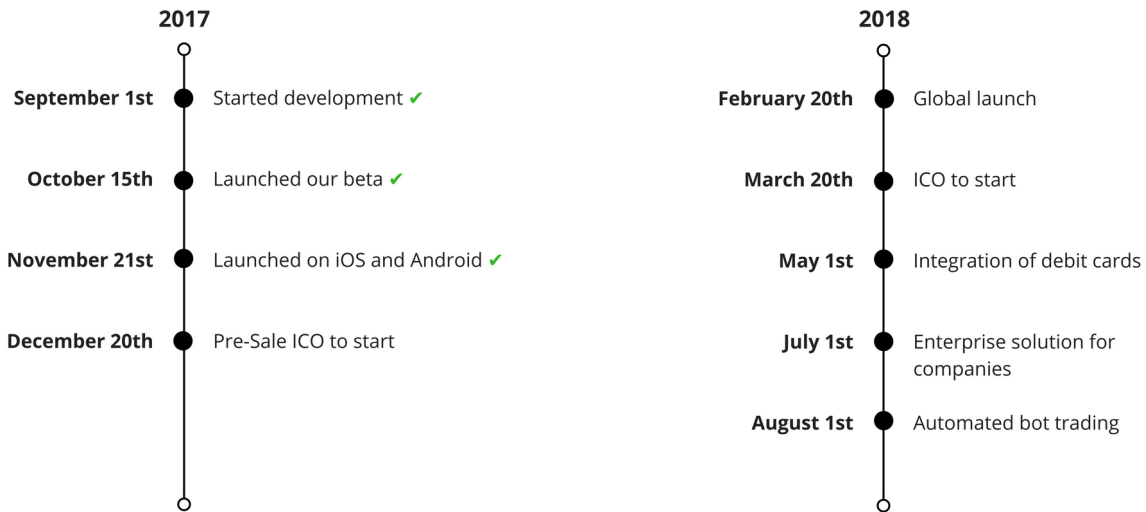 2017
September 1st Started development ✔
October 15th Launched our beta ✔
November 21st Launched on iOS and Android ✔
December 20th Pre-Sale ICO to start
2018
February 20th Global launch
March 20th ICO to start
May 1st Integration of debit cards
July 1st Enterprise solution for
companies
August 1st Automated bot trading